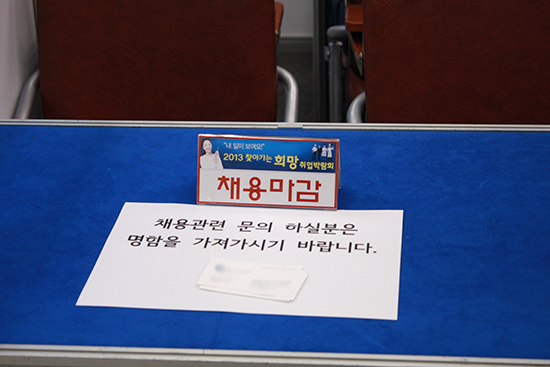 "내 일이 보여요!"
2013 찾아가는 희망 취업박람회
채용마감
채용관련 문의 하실분은
명함을 가져가시기 바랍니다.